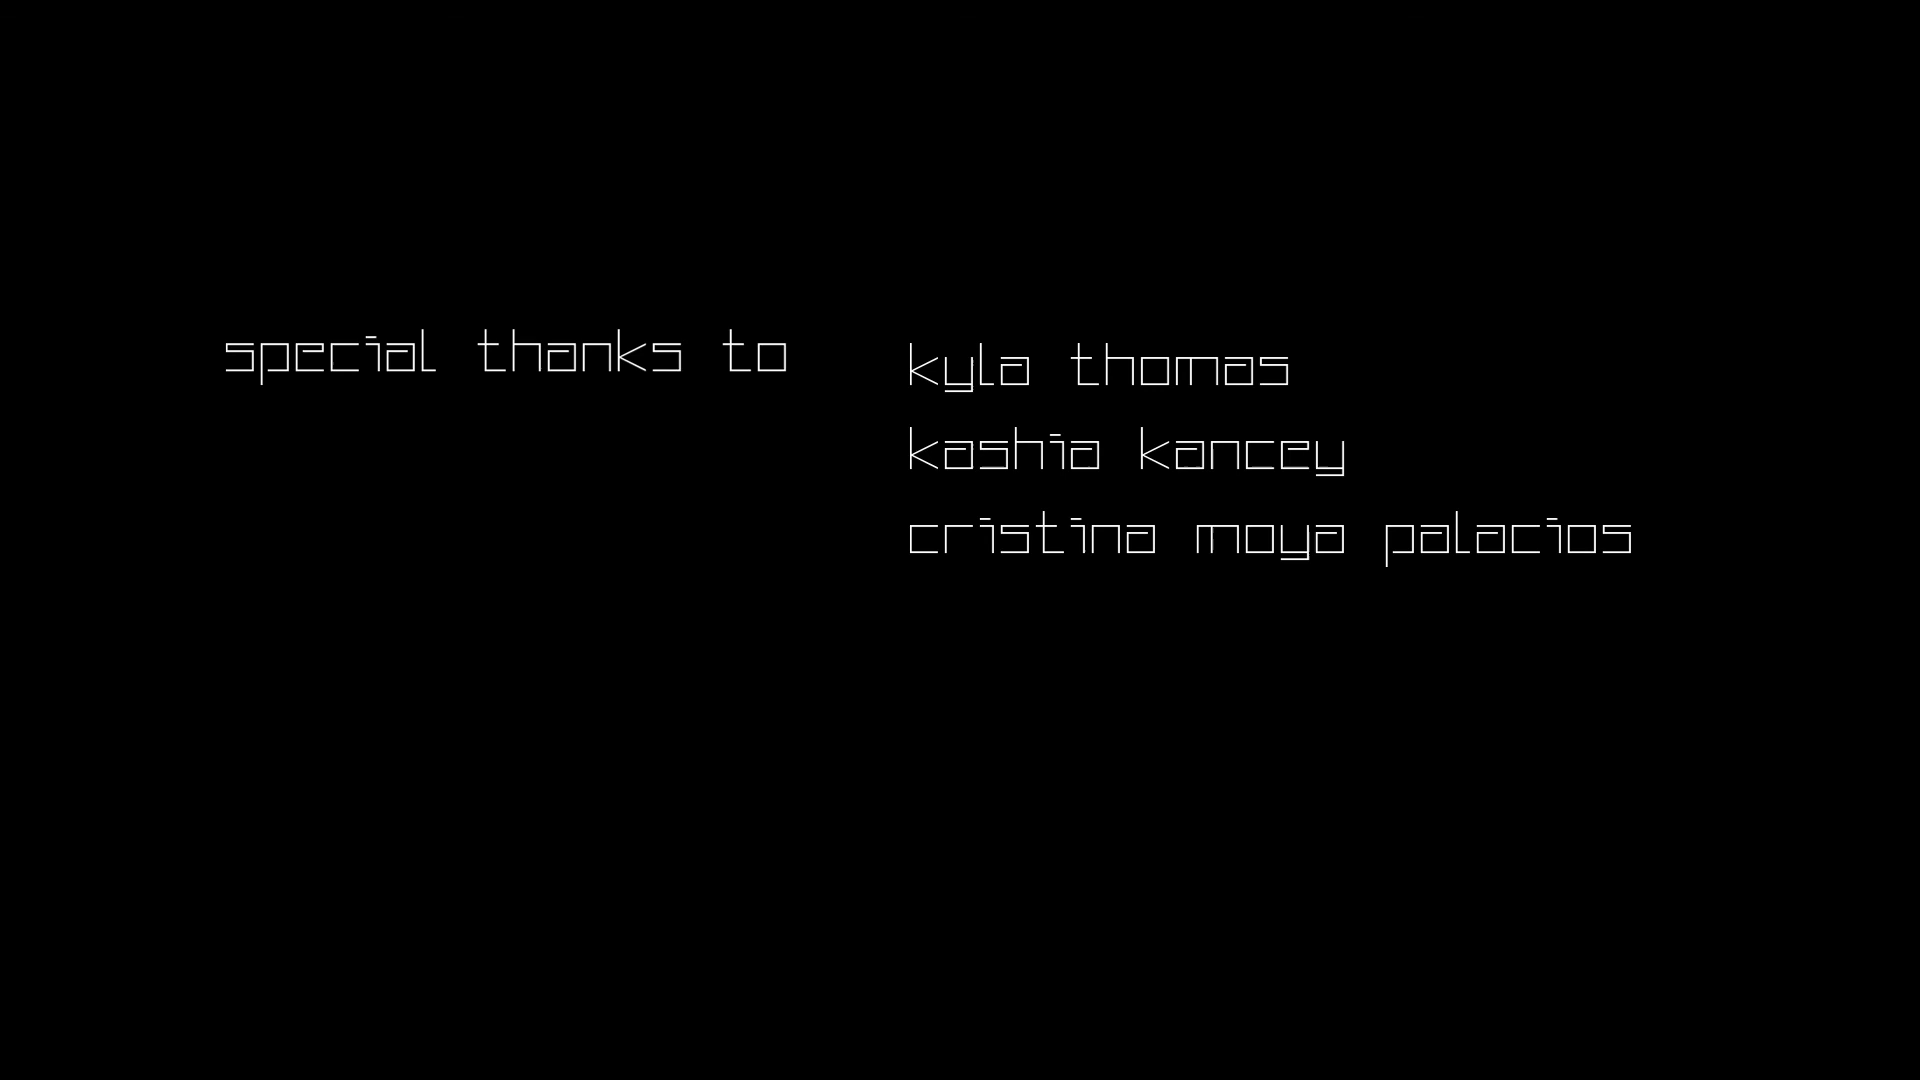 special thanks to
kyla thomas
kashia kancey
cristina moya palacios